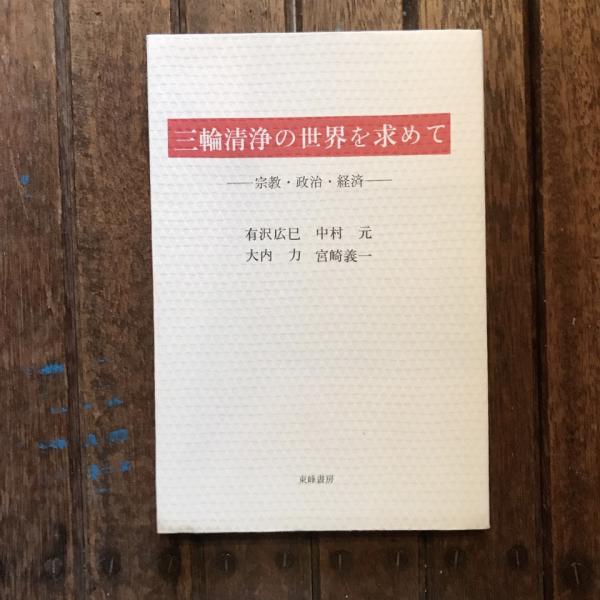 三輪清浄の世界を求めて
──宗教・政治・経済──
有沢広巳　中村　元
大内　力　宮崎義一
東峰書房